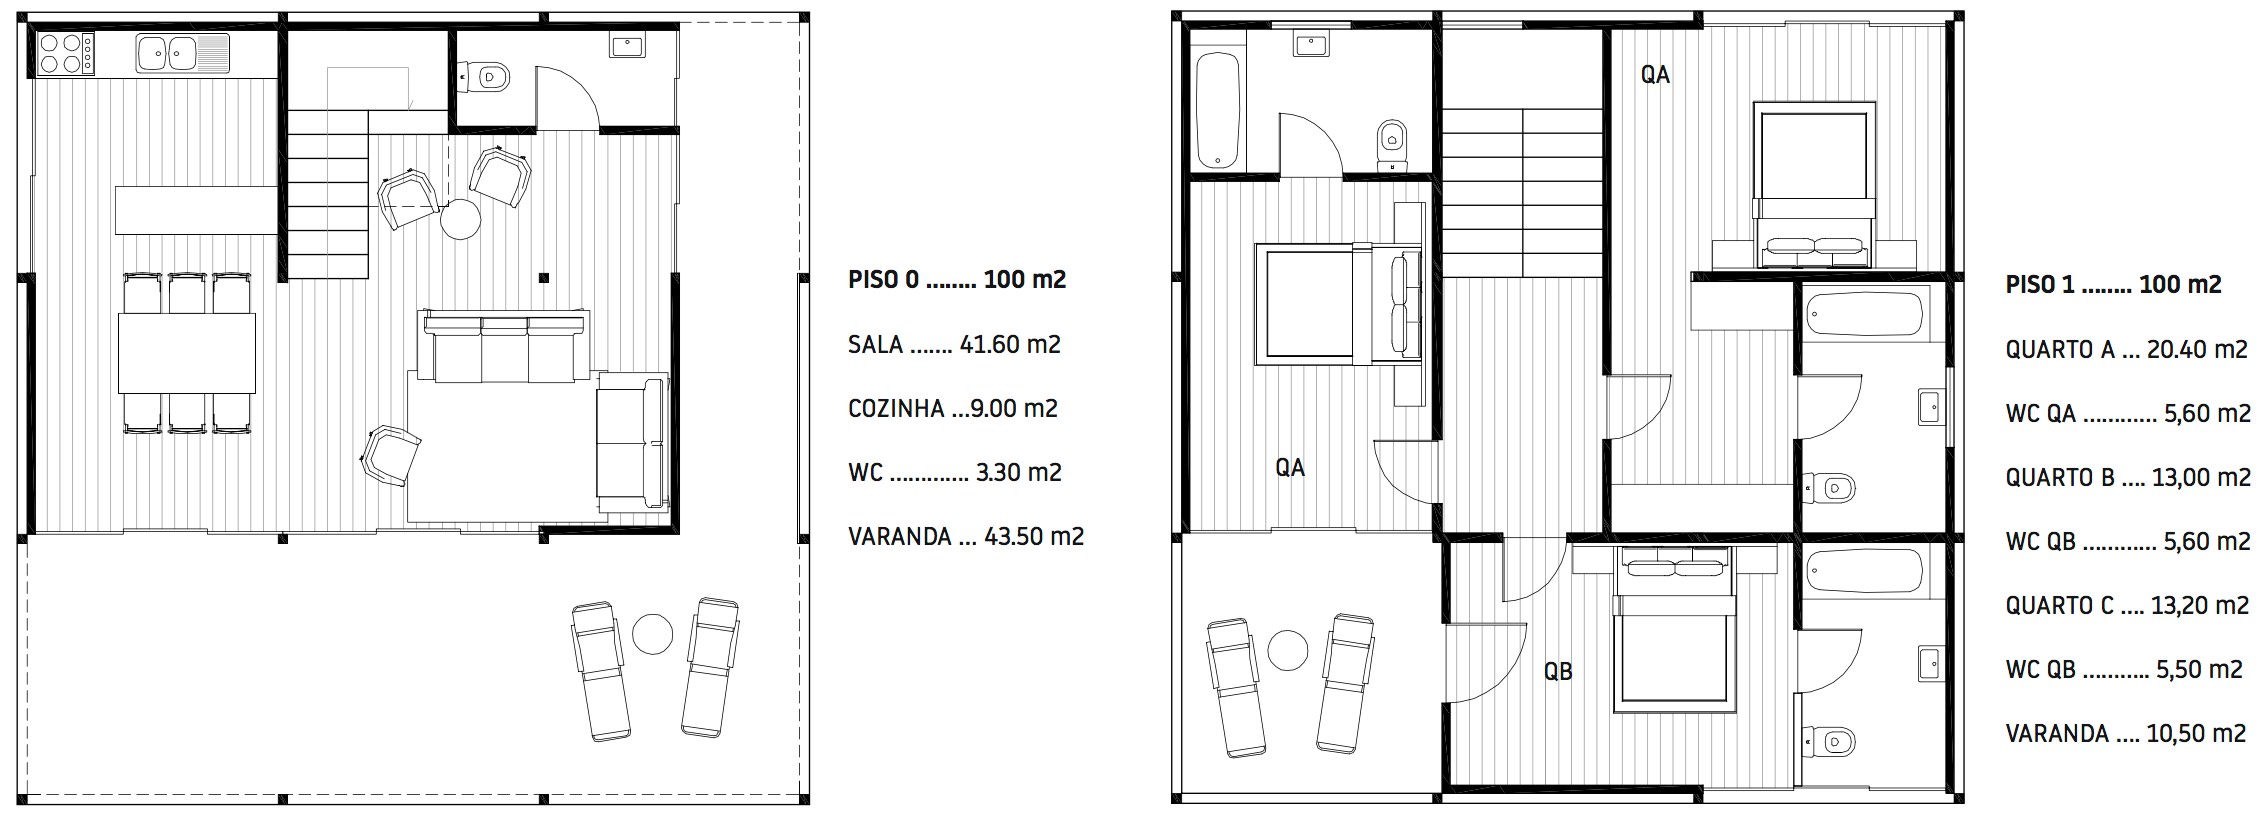 PISO 0 ........ 100 m2
SALA ....... 41.60 m2
COZINHA ...9.00 m2
WC ............. 3.30 m2
VARANDA ... 43.50 m2
QA
QA
QB
PISO 1 ........ 100 m2
QUARTO A ... 20.40 m2
WC QA ............ 5,60 m2
QUARTO B .... 13,00 m2
WC QB ............ 5,60 m2
QUARTO C .... 13,20 m2
WC QB ........... 5,50 m2
VARANDA .... 10,50 m2